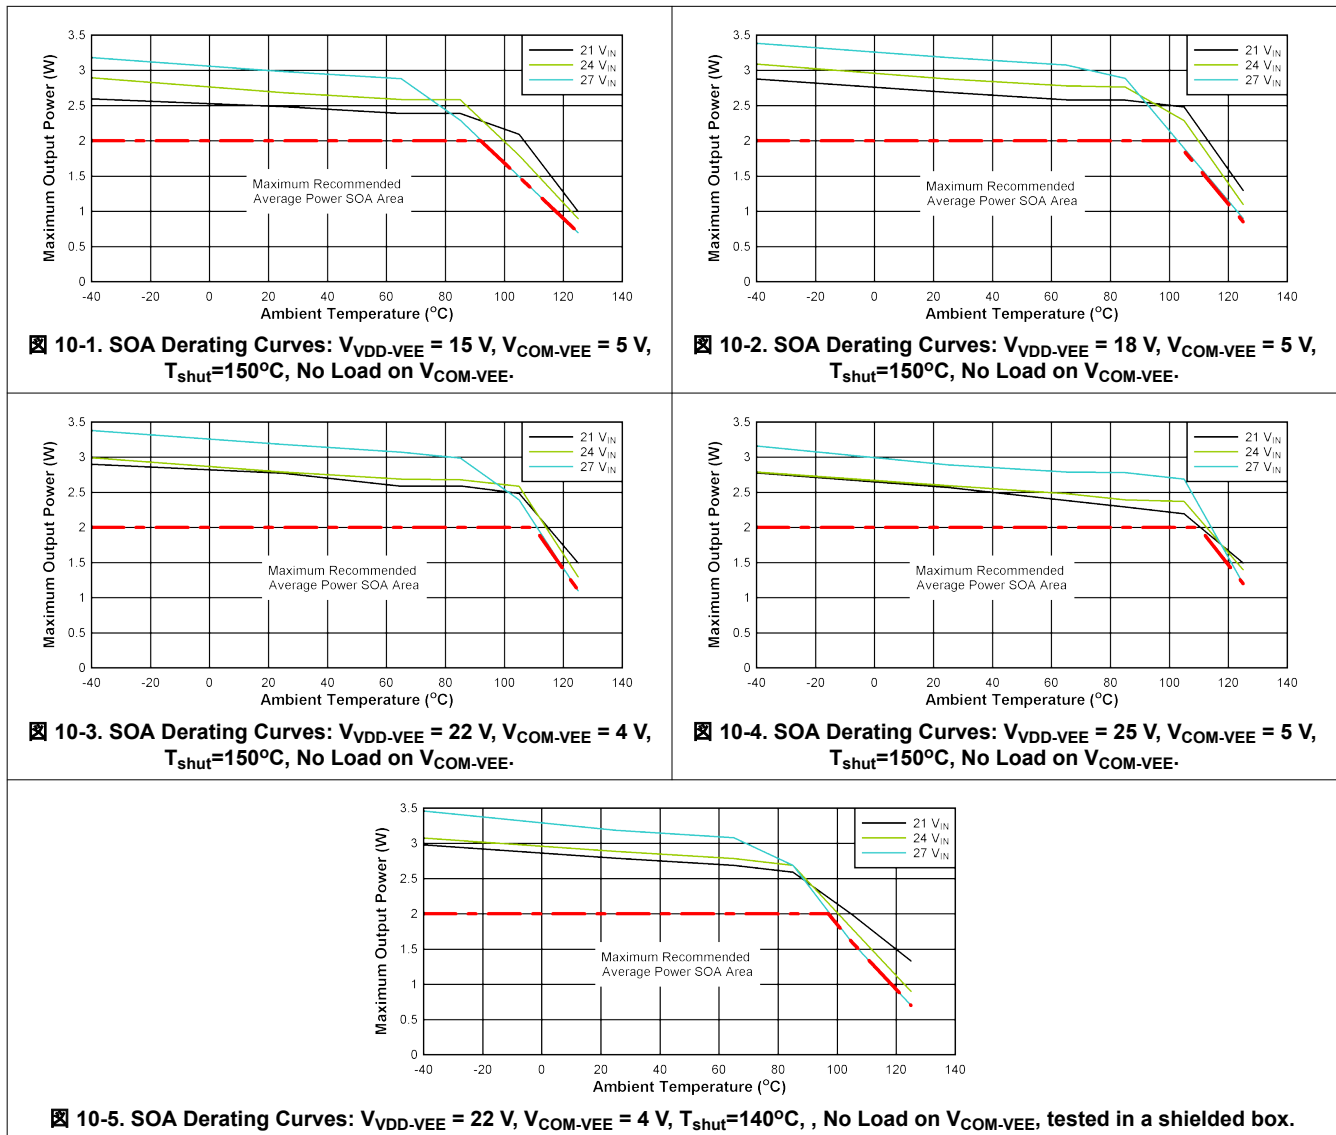 Maximum Output Power (W)
3.5
3
2.5
2
1.5
1
0.5
0
21 VIN
24 VIN
27 VIN
Maximum Recommended
Average Power SOA Area
-40 -20 0 20 40 60 80 100 120 140
Ambient Temperature (°C)
図 10-1. SOA Derating Curves: VVDD-VEE = 15 V, VCOM-VEE = 5 V,
Tshut=150°C, No Load on VCOM-VEE.
Maximum Output Power (W)
3.5
3
2.5
2
1.5
1
0.5
0
21 VIN
24 VIN
27 VIN
Maximum Recommended
Average Power SOA Area
-40 -20 0 20 40 60 80 100 120 140
Ambient Temperature (°C)
図 10-2. SOA Derating Curves: VVDD-VEE = 18 V, VCOM-VEE = 5 V,
Tshut=150°C, No Load on VCOM-VEE.
Maximum Output Power (W)
3.5
3
2.5
2
1.5
1
0.5
0
21 VIN
24 VIN
27 VIN
Maximum Recommended
Average Power SOA Area
-40 -20 0 20 40 60 80 100 120 140
Ambient Temperature (°C)
図 10-3. SOA Derating Curves: VVDD-VEE = 22 V, VCOM-VEE = 4 V,
Tshut=150°C, No Load on VCOM-VEE.
Maximum Output Power (W)
3.5
3
2.5
2
1.5
1
0.5
0
21 VIN
24 VIN
27 VIN
Maximum Recommended
Average Power SOA Area
-40 -20 0 20 40 60 80 100 120 140
Ambient Temperature (°C)
図 10-4. SOA Derating Curves: VVDD-VEE = 25 V, VCOM-VEE = 5 V,
Tshut=150°C, No Load on VCOM-VEE.
Maximum Output Power (W)
3.5
3
2.5
2
1.5
1
0.5
0
21 VIN
24 VIN
27 VIN
Maximum Recommended
Average Power SOA Area
-40 -20 0 20 40 60 80 100 120 140
Ambient Temperature (°C)
図 10-5. SOA Derating Curves: VVDD-VEE = 22 V, VCOM-VEE = 4 V, Tshut=140°C, , No Load on VCOM-VEE, tested in a shielded box.